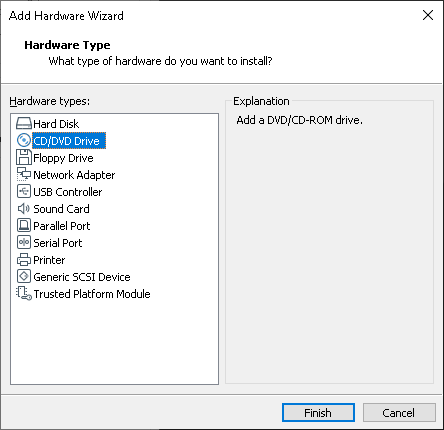 Add Hardware Wizard
Hardware Type
What type of hardware do you want to install?
Hardware types:
Hard Disk
CD/DVD Drive
Floppy Drive
Network Adapter
USB Controller
Sound Card
Parallel Port
Serial Port
Printer
Generic SCSI Device
Trusted Platform Module
Explanation
Add a DVD/CD-ROM drive.
Finish
Cancel